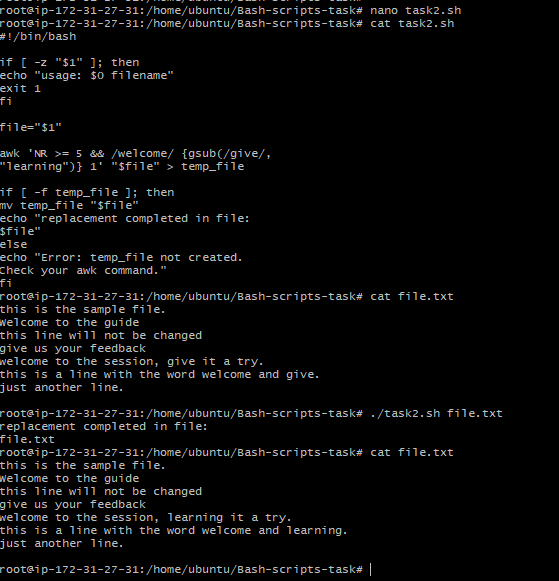 root@ip-172-31-27-31:/home/ubuntu/Bash-scripts-task# nano task2.sh
root@ip-172-31-27-31:/home/ubuntu/Bash-scripts-task# cat task2.sh
#!/bin/bash
if [ -z "$1" ]; then
echo "usage: $0 filename"
exit 1
fi
file="$1"
awk 'NR >= 5 && /welcome/ {gsub(/give/,
"learning")} 1' "$file" > temp_file
if [ -f temp_file ]; then
mv temp_file "$file"
echo "replacement completed in file:
$file"
else
echo "Error: temp_file not created.
Check your awk command."
fi
root@ip-172-31-27-31:/home/ubuntu/Bash-scripts-task# cat file.txt
this is the sample file.
Welcome to the guide
this line will not be changed
give us your feedback
welcome to the session, give it a try.
this is a line with the word welcome and give.
just another line.
root@ip-172-31-27-31:/home/ubuntu/Bash-scripts-task# ./task2.sh file.txt
replacement completed in file:
file.txt
root@ip-172-31-27-31:/home/ubuntu/Bash-scripts-task# cat file.txt
this is the sample file.
Welcome to the guide
this line will not be changed
give us your feedback
welcome to the session, learning it a try.
this is a line with the word welcome and learning.
just another line.
root@ip-172-31-27-31:/home/ubuntu/Bash-scripts-task#